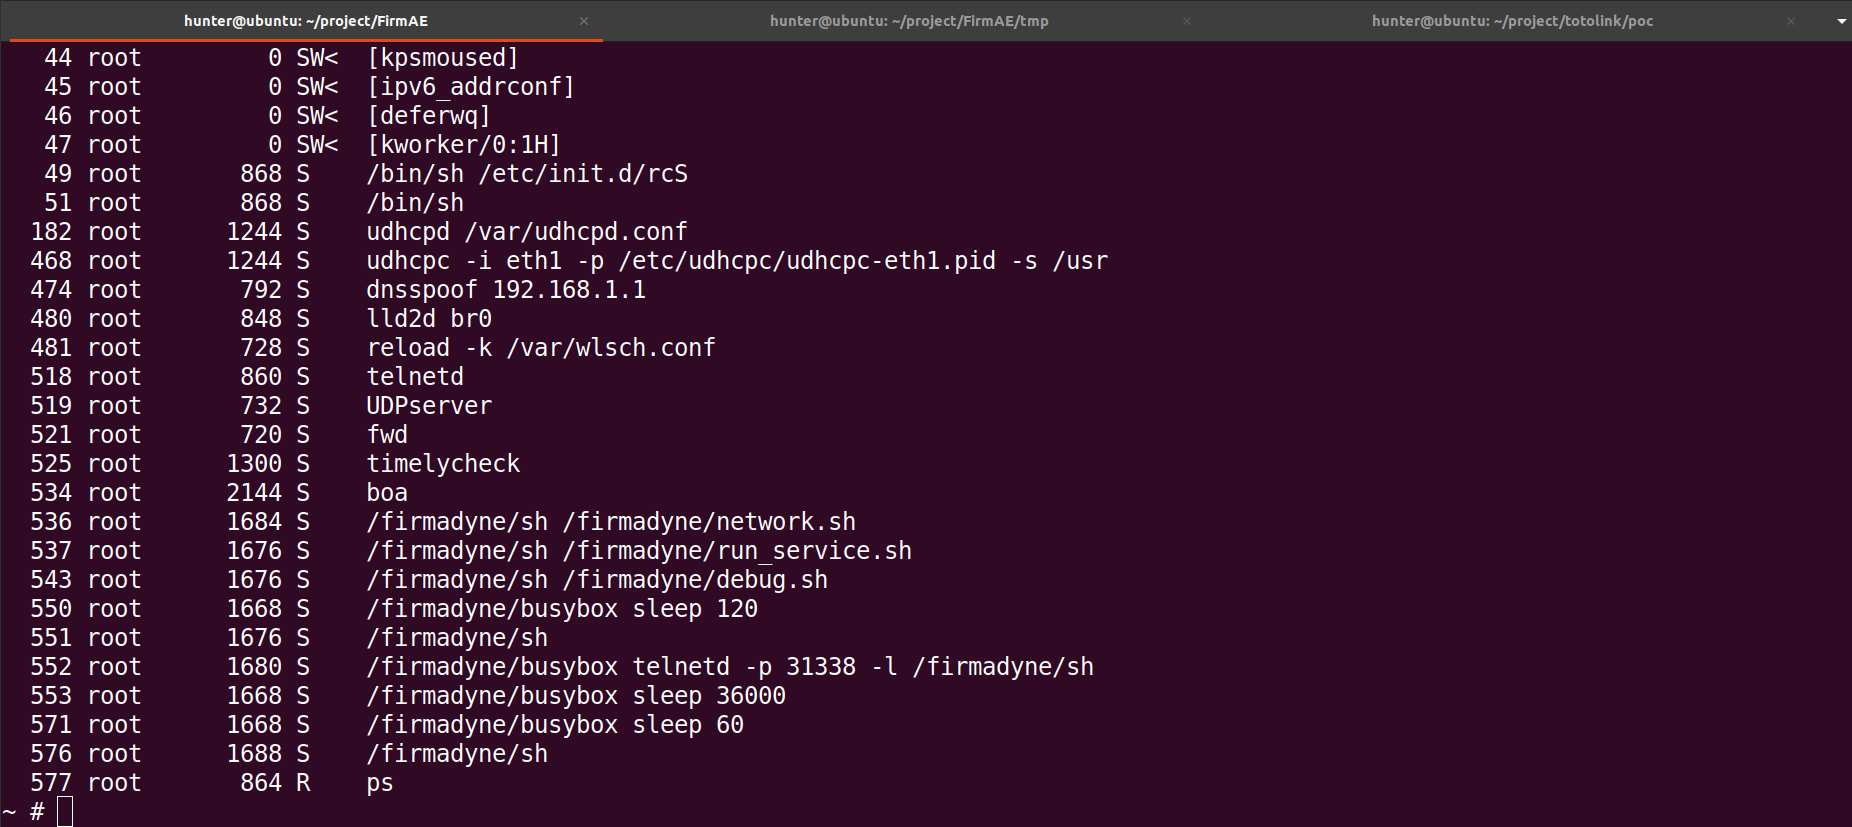 hunter@ubuntu: ~/project/FirmAE × hunter@ubuntu: ~/project/FirmAE/tmp × hunter@ubuntu: ~/project/totolink/poc ×
44 root 0 SW< [kpsmoused]
45 root 0 SW< [ipv6_addrconf]
46 root 0 SW< [deferwq]
47 root 0 SW< [kworker/0:1H]
49 root 868 S /bin/sh /etc/init.d/rcS
51 root 868 S /bin/sh
182 root 1244 S udhcpd /var/udhcpd.conf
468 root 1244 S udhcpc -i eth1 -p /etc/udhcpc/udhcpc-eth1.pid -s /usr
474 root 792 S dnsspoof 192.168.1.1
480 root 848 S lld2d br0
481 root 728 S reload -k /var/wlsch.conf
518 root 860 S telnetd
519 root 732 S UDPserver
521 root 720 S fwd
525 root 1300 S timelycheck
534 root 2144 S boa
536 root 1684 S /firmadyne/sh /firmadyne/network.sh
537 root 1676 S /firmadyne/sh /firmadyne/run_service.sh
543 root 1676 S /firmadyne/sh /firmadyne/debug.sh
550 root 1668 S /firmadyne/busybox sleep 120
551 root 1676 S /firmadyne/sh
552 root 1680 S /firmadyne/busybox telnetd -p 31338 -l /firmadyne/sh
553 root 1668 S /firmadyne/busybox sleep 36000
571 root 1668 S /firmadyne/busybox sleep 60
576 root 1688 S /firmadyne/sh
577 root 864 R ps
~ #